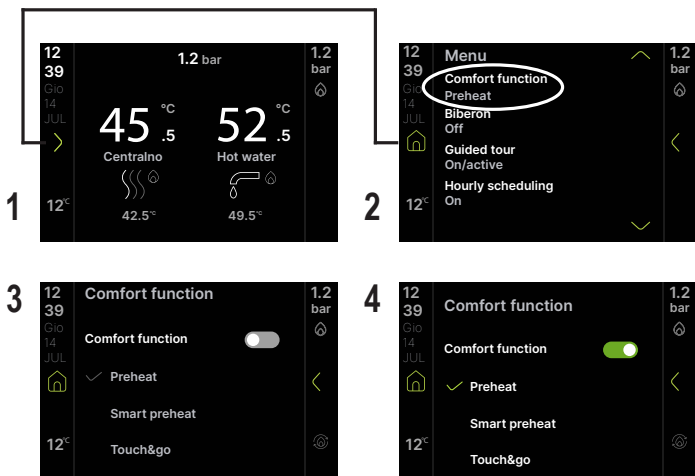 1
12
39
Gio
14
JUL
12°C
1.2 bar
1.2
bar
45.5 °C
52.5 °C
Centralno
Hot water
42.5°C
49.5°C
2
12
39
Gio
14
JUL
12°C
Menu
Comfort function
Preheat
Biberon
Off
Guided tour
On/active
Hourly scheduling
On
1.2
bar
3
12
39
Gio
14
JUL
12°C
Comfort function
Comfort function
Preheat
Smart preheat
Touch&go
1.2
bar
4
12
39
Gio
14
JUL
12°C
Comfort function
Comfort function
Preheat
Smart preheat
Touch&go
1.2
bar